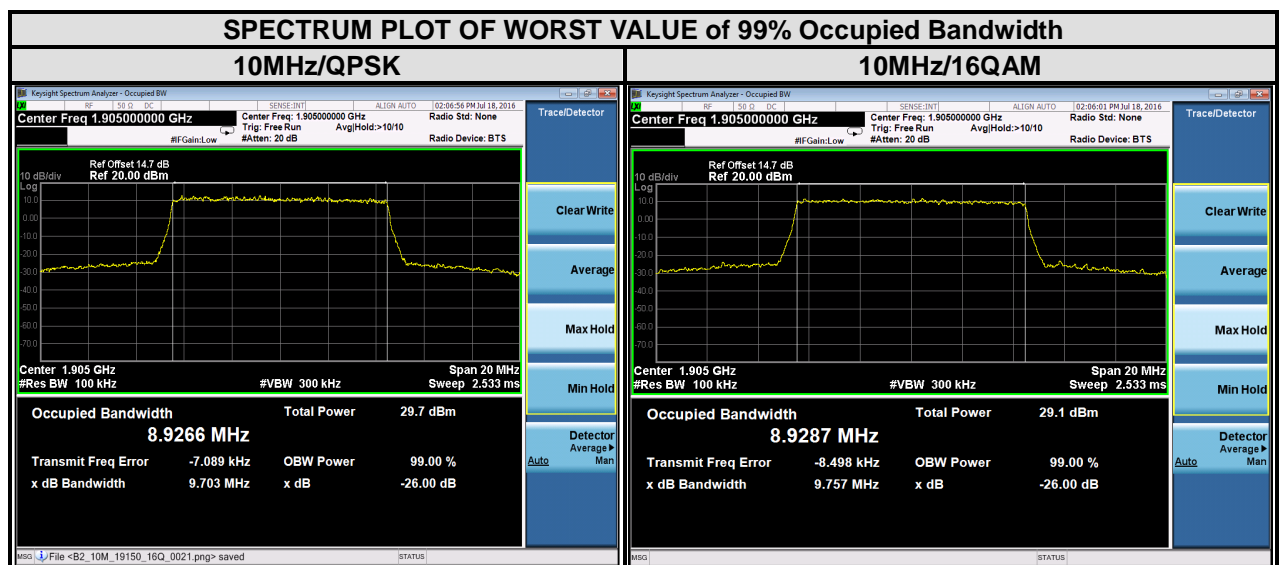 SPECTRUM PLOT OF WORST VALUE of 99% Occupied Bandwidth
10MHz/QPSK
Keysight Spectrum Analyzer - Occupied BW
LXI RF 50 Ω DC SENSE:INT ALIGN AUTO 02:06:56 PM Jul 18, 2016
Center Freq 1.905000000 GHz
Center Freq: 1.905000000 GHz
Radio Std: None
Trig: Free Run Avg|Hold:>10/10
#IFGain:Low #Atten: 20 dB Radio Device: BTS
Ref Offset 14.7 dB
10 dB/div Ref 20.00 dBm
Log
10.0
0.00
-10.0
-20.0
-30.0
-40.0
-50.0
-60.0
-70.0
Center 1.905 GHz Span 20 MHz
#Res BW 100 kHz #VBW 300 kHz Sweep 2.533 ms
Occupied Bandwidth Total Power 29.7 dBm
8.9266 MHz
Transmit Freq Error -7.089 kHz OBW Power 99.00 %
x dB Bandwidth 9.703 MHz x dB -26.00 dB
MSG File <B2_10M_19150_16Q_0021.png> saved STATUS
Trace/Detector
Clear Write
Average
Max Hold
Min Hold
Detector
Average
Auto Man
10MHz/16QAM
Keysight Spectrum Analyzer - Occupied BW
LXI RF 50 Ω DC SENSE:INT ALIGN AUTO 02:06:01 PM Jul 18, 2016
Center Freq 1.905000000 GHz
Center Freq: 1.905000000 GHz
Radio Std: None
Trig: Free Run Avg|Hold:>10/10
#IFGain:Low #Atten: 20 dB Radio Device: BTS
Ref Offset 14.7 dB
10 dB/div Ref 20.00 dBm
Log
10.0
0.00
-10.0
-20.0
-30.0
-40.0
-50.0
-60.0
-70.0
Center 1.905 GHz Span 20 MHz
#Res BW 100 kHz #VBW 300 kHz Sweep 2.533 ms
Occupied Bandwidth Total Power 29.1 dBm
8.9287 MHz
Transmit Freq Error -8.498 kHz OBW Power 99.00 %
x dB Bandwidth 9.757 MHz x dB -26.00 dB
MSG STATUS
Trace/Detector
Clear Write
Average
Max Hold
Min Hold
Detector
Average
Auto Man